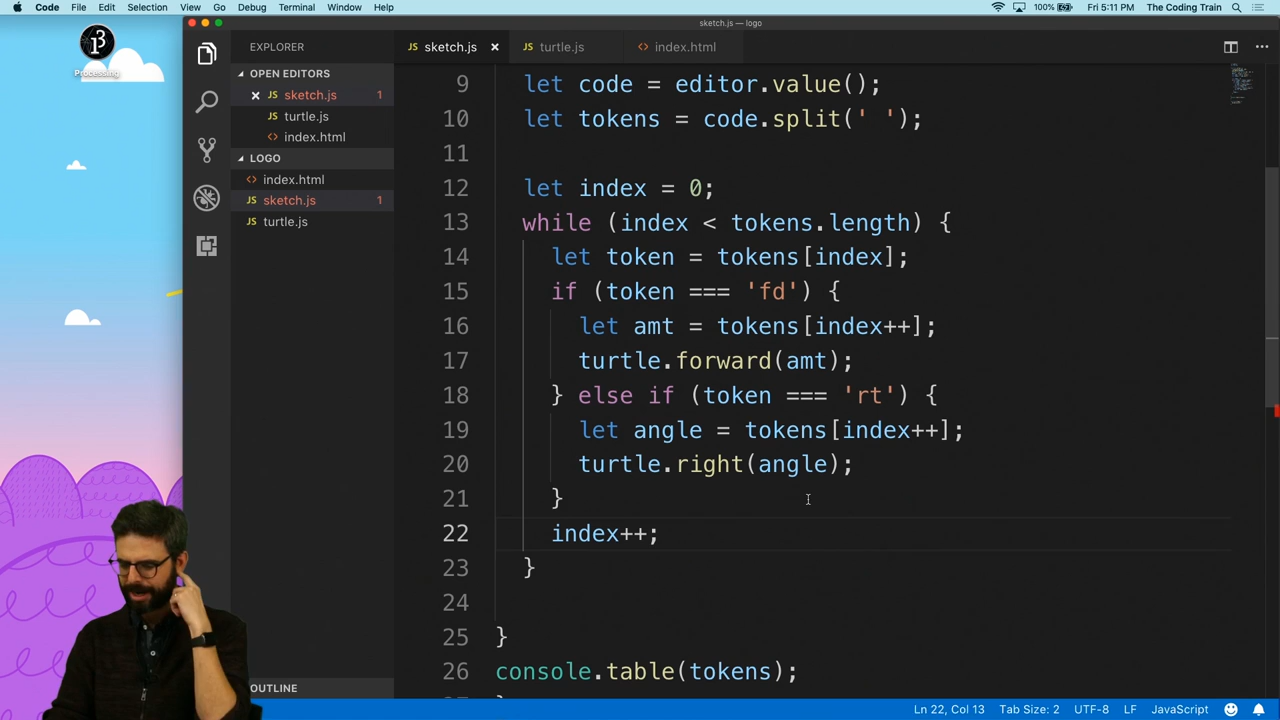 Code File Edit Selection View Go Debug Terminal Window Help 100% Fri 5:11 PM The Coding Train
sketch.js — logo
Processing
EXPLORER
sketch.js
turtle.js
index.html
OPEN EDITORS
sketch.js 1
turtle.js
index.html
LOGO
index.html
sketch.js 1
turtle.js
OUTLINE
9 let code = editor.value();
10 let tokens = code.split(' ');
11
12 let index = 0;
13 while (index < tokens.length) {
14 let token = tokens[index];
15 if (token === 'fd') {
16 let amt = tokens[index++];
17 turtle.forward(amt);
18 } else if (token === 'rt') {
19 let angle = tokens[index++];
20 turtle.right(angle);
21 }
22 index++;
23 }
24
25 }
26 console.table(tokens);
Ln 22, Col 13 Tab Size: 2 UTF-8 LF JavaScript